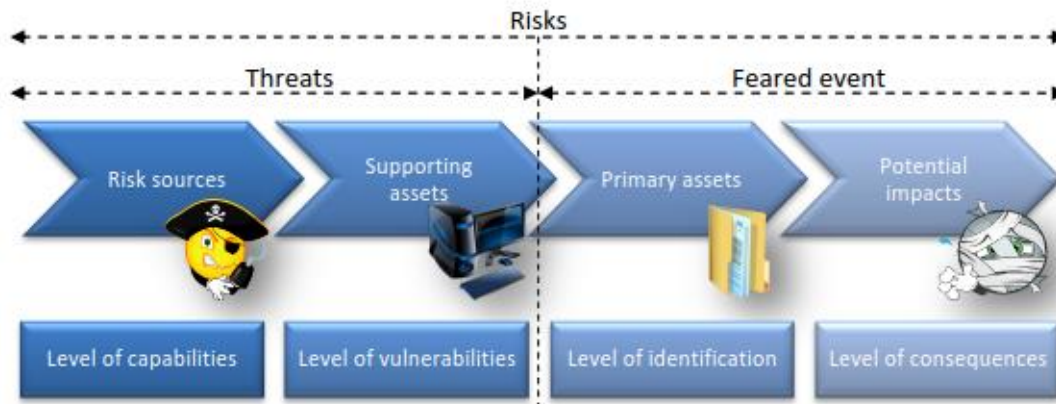 Risks
Threats
Feared event
Risk sources
Supporting
assets
Primary assets
Potential
impacts
Level of capabilities
Level of vulnerabilities
Level of identification
Level of consequences